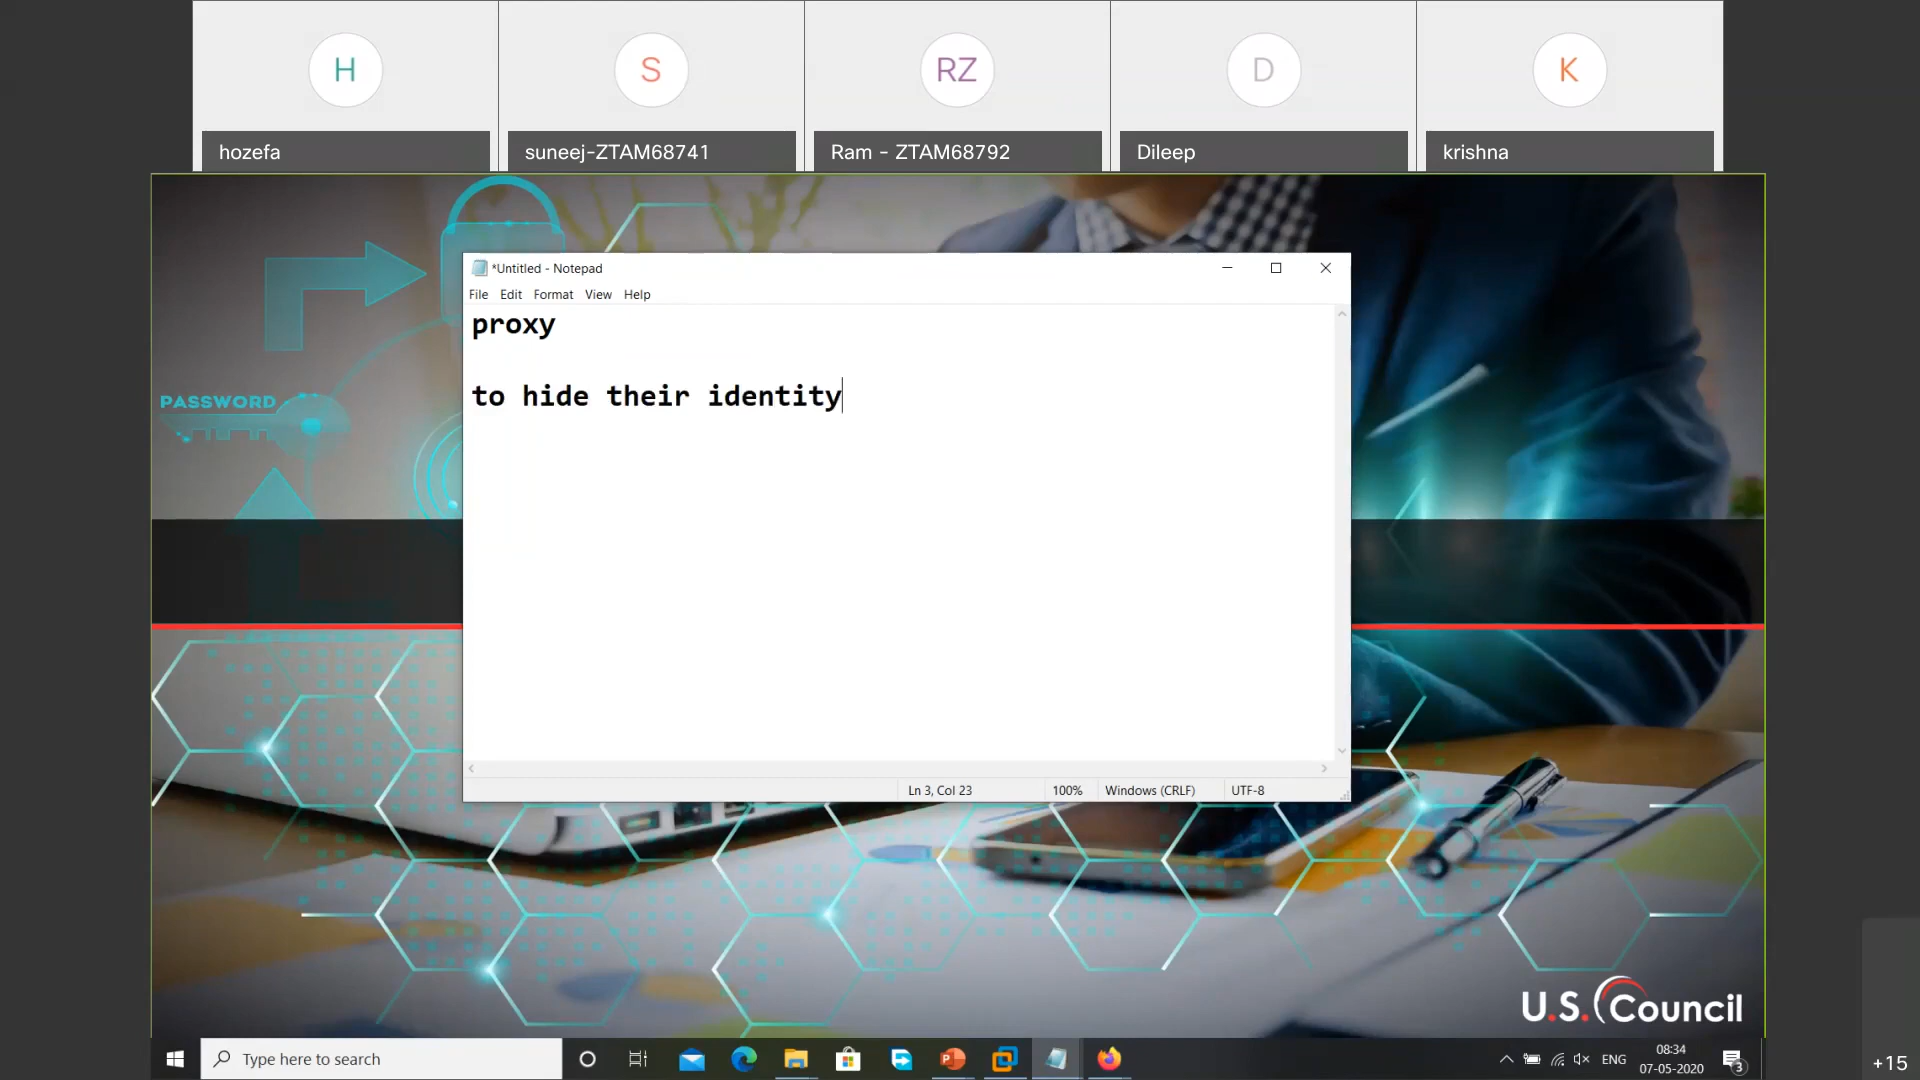 H
S
RZ
D
K
hozefa
suneej-ZTAM68741
Ram - ZTAM68792
Dileep
krishna
*Untitled - Notepad
File Edit Format View Help
proxy
to hide their identity
PASSWORD
Ln 3, Col 23
100%
Windows (CRLF)
UTF-8
U.S. Council
Type here to search
ENG
08:34
07-05-2020
3
+15